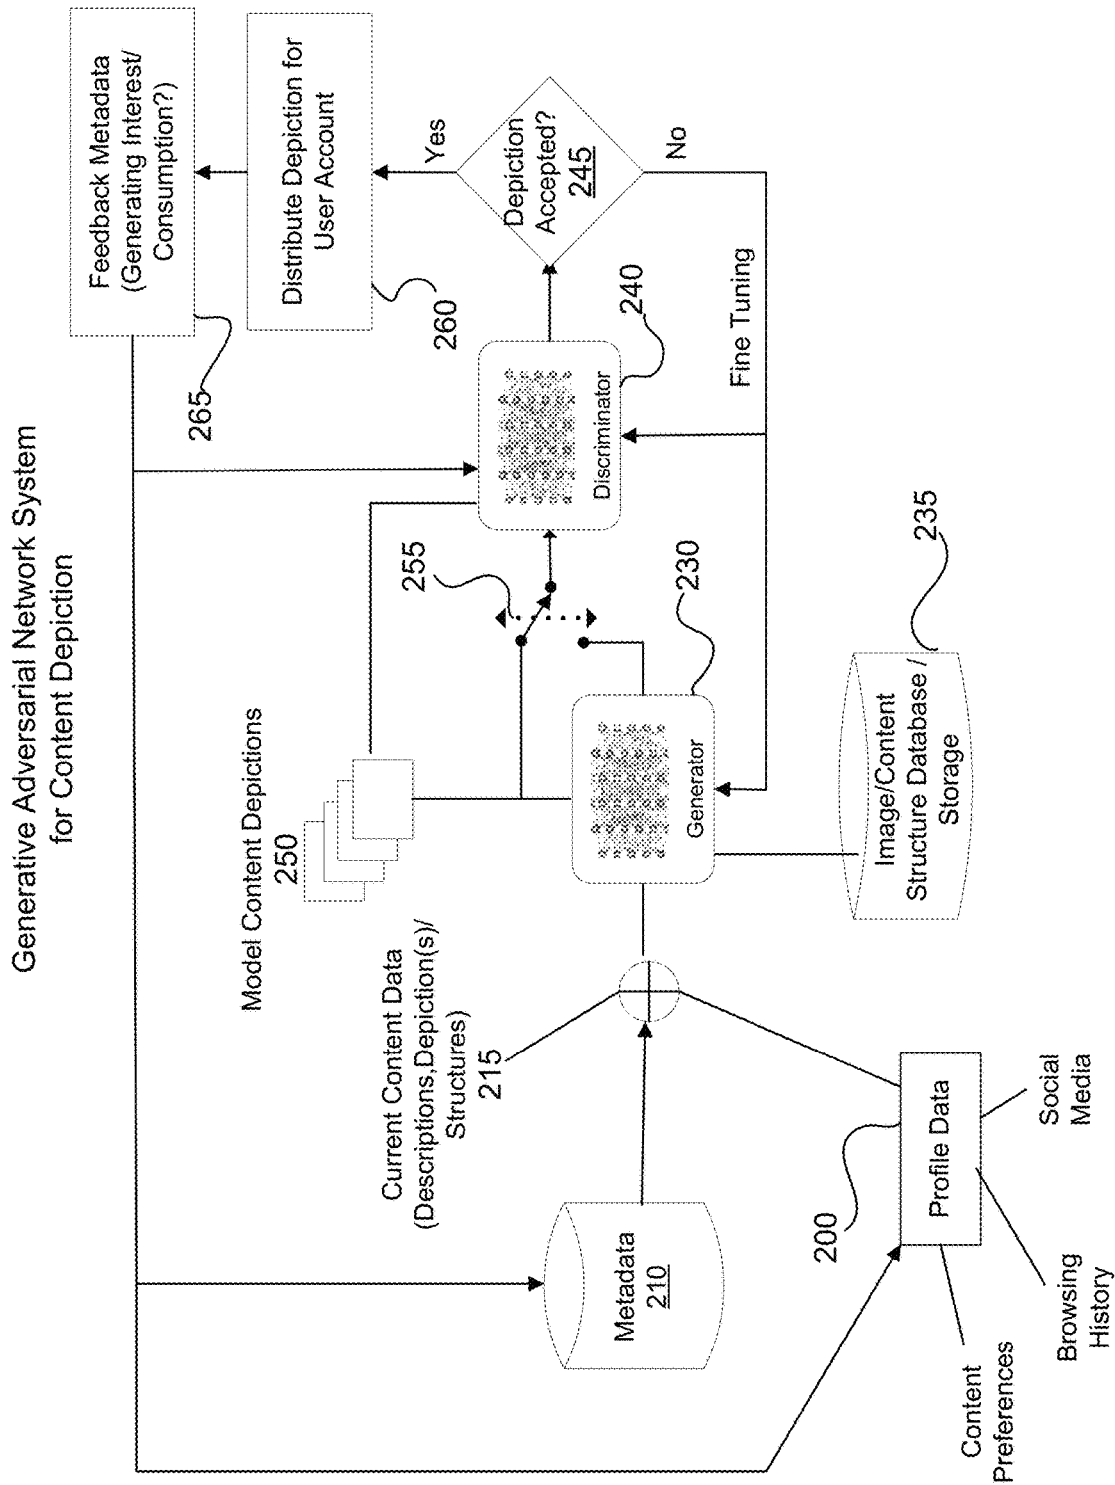 Generative Adversarial Network System
for Content Depiction
Feedback Metadata
(Generating Interest/
Consumption?)
265
Distribute Depiction for
User Account
260
Yes
Depiction
Accepted?
245
No
Fine Tuning
Discriminator
240
255
Model Content Depictions
250
Generator
230
Image/Content
Structure Database /
Storage
235
Current Content Data
(Descriptions,Depiction(s)/
Structures)
215
Metadata
210
Profile Data
200
Social
Media
Browsing
History
Content
Preferences